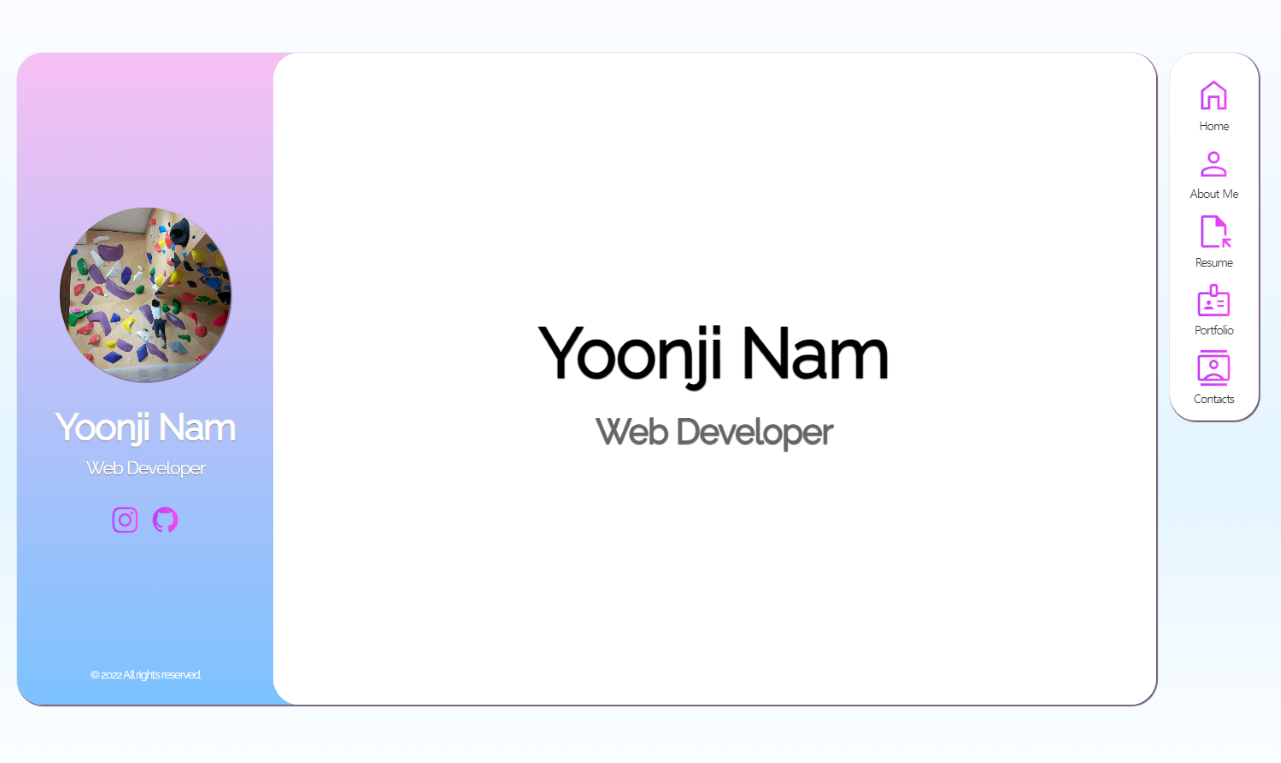 Yoonji Nam
Web Developer
© 2022 All rights reserved.
Yoonji Nam
Web Developer
Home
About Me
Resume
Portfolio
Contacts